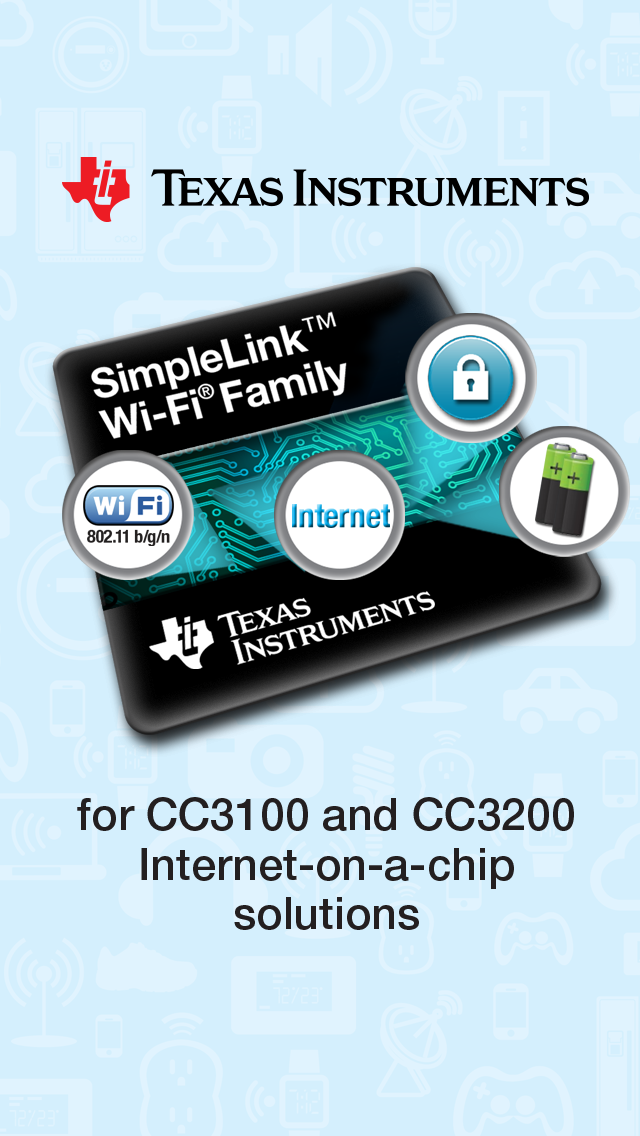 TEXAS INSTRUMENTS
SimpleLink™
Wi-Fi® Family
Wi Fi
802.11 b/g/n
Internet
TEXAS
INSTRUMENTS
for CC3100 and CC3200
Internet-on-a-chip
solutions